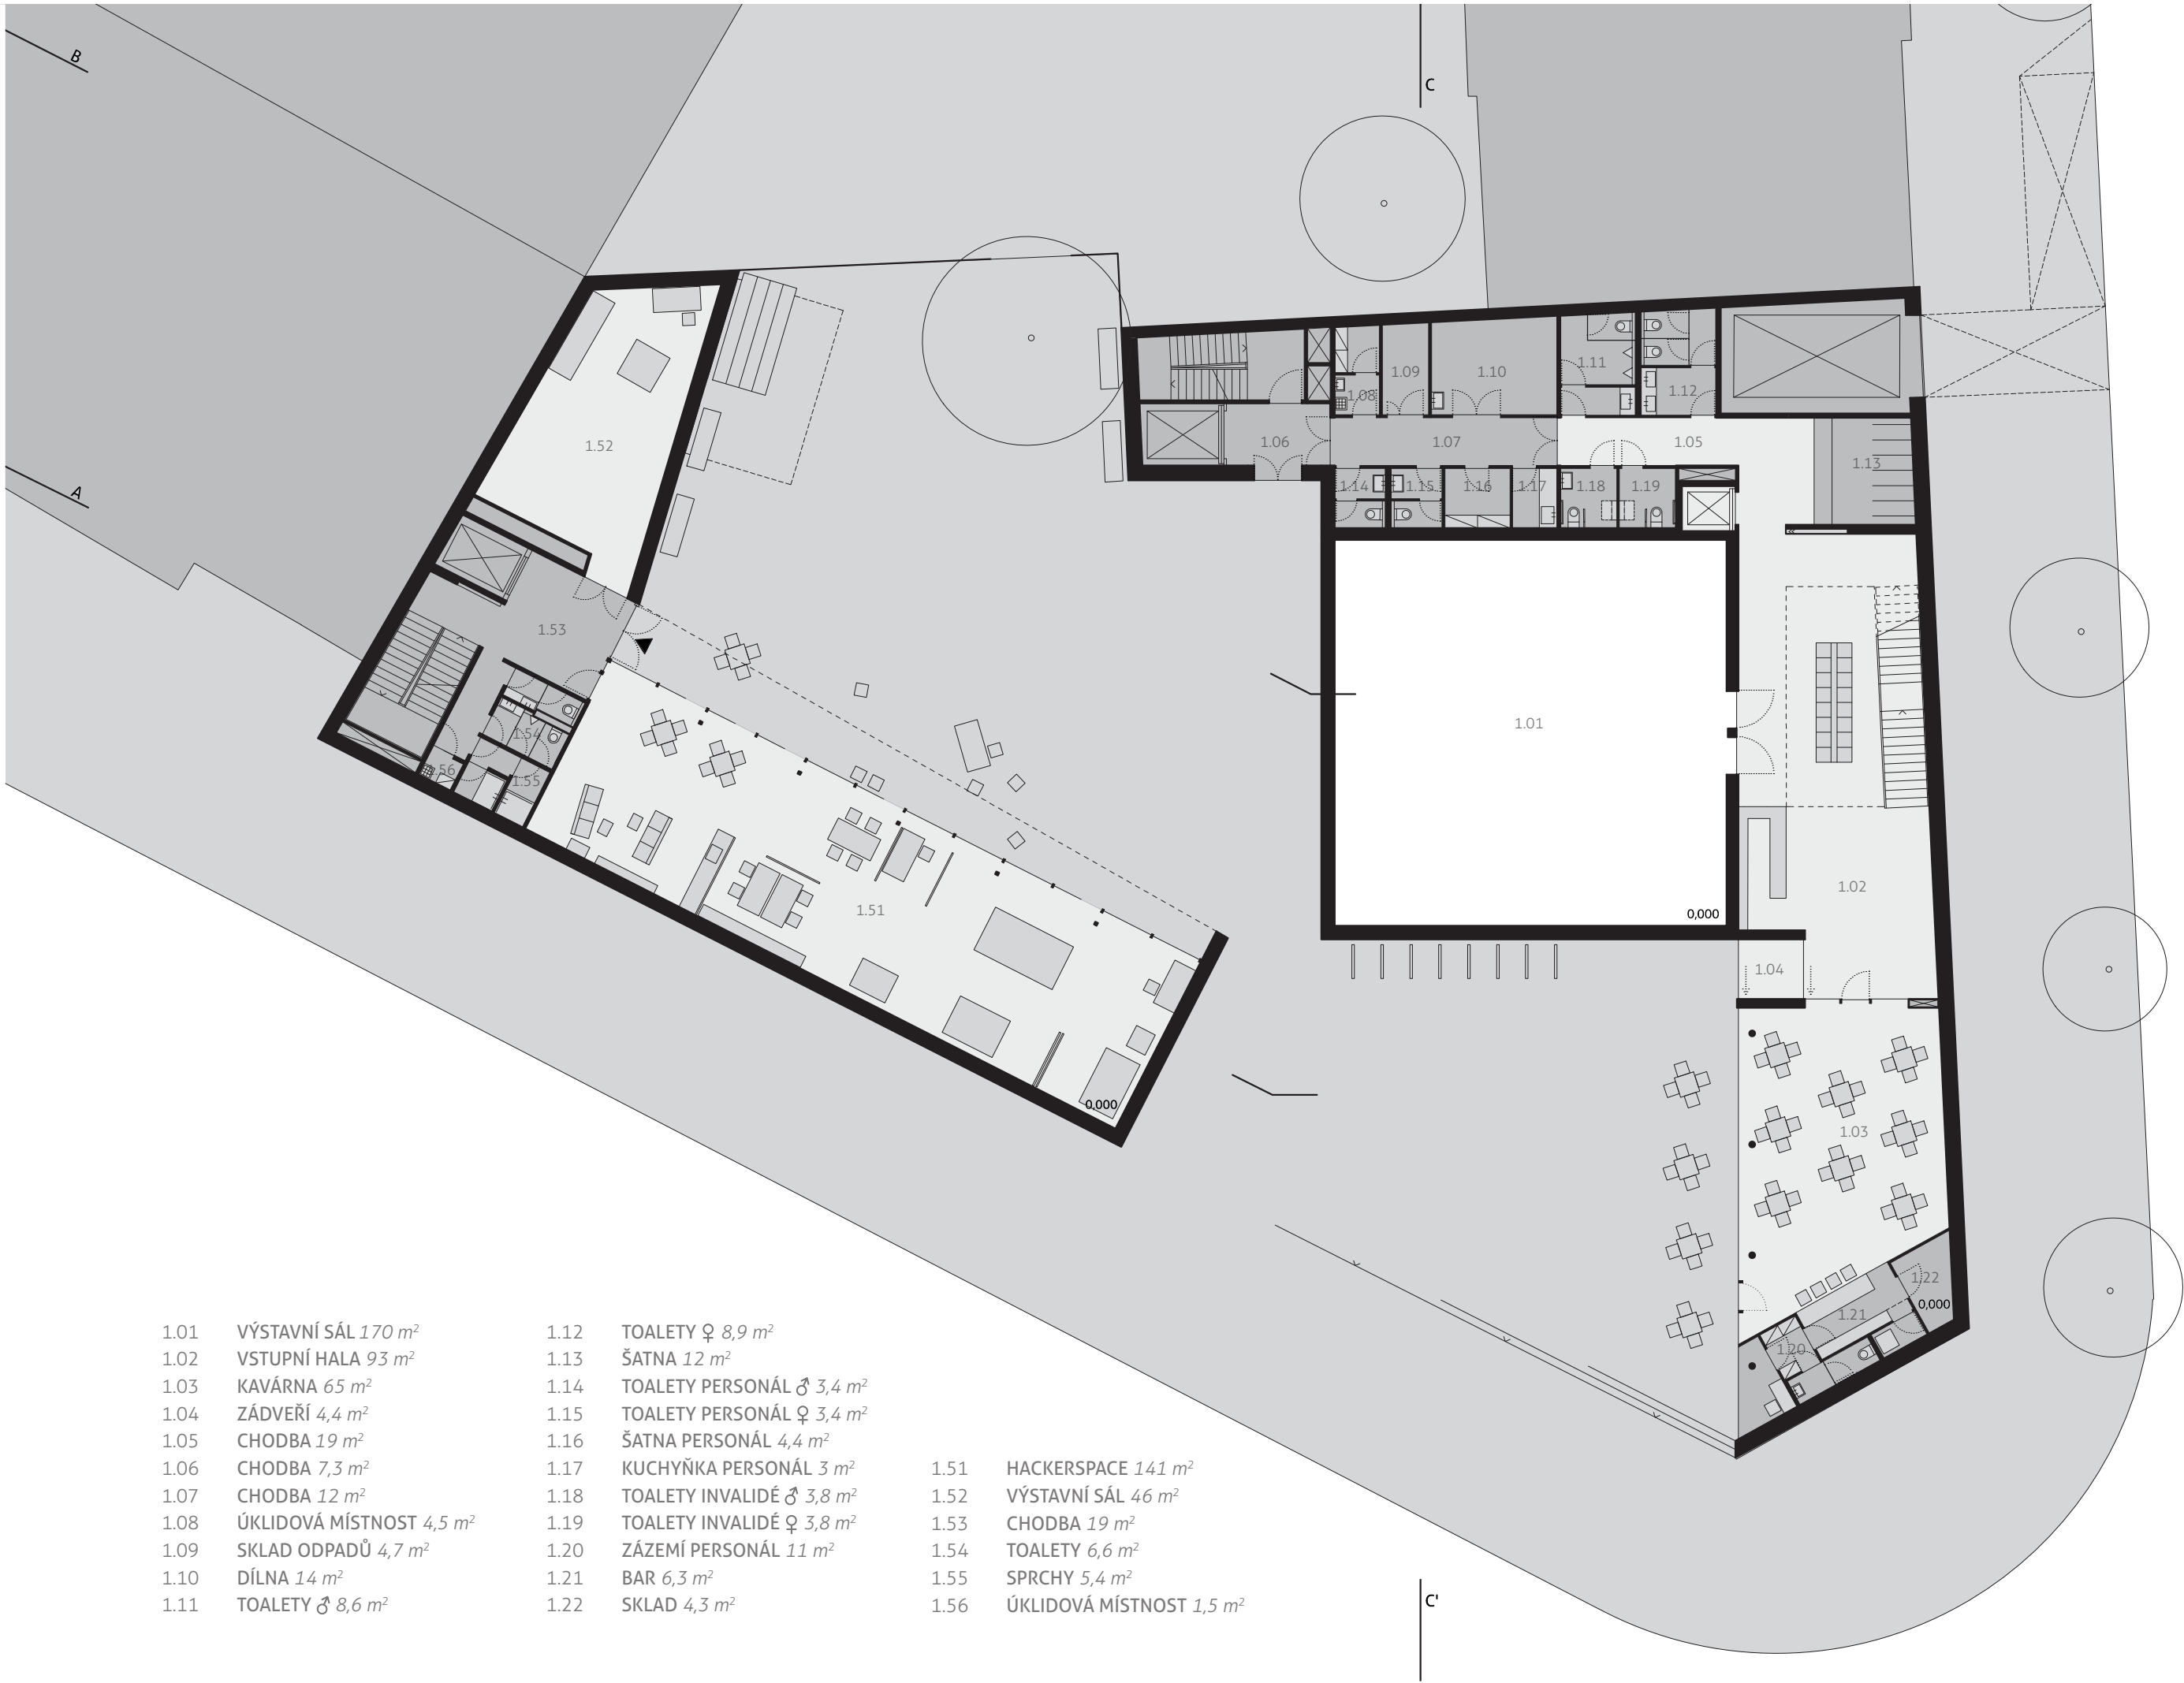 B
C
A
1.52
1.53
1.54
1.55
1.56
1.51
0,000
1.06
1.07
1.05
1.08
1.09
1.10
1.11
1.12
1.13
1.14
1.15
1.16
1.17
1.18
1.19
1.01
0,000
1.02
1.04
1.03
1.22
0,000
1.21
1.20
1.01 VÝSTAVNÍ SÁL 170 m²
1.02 VSTUPNÍ HALA 93 m²
1.03 KAVÁRNA 65 m²
1.04 ZÁDVEŘÍ 4,4 m²
1.05 CHODBA 19 m²
1.06 CHODBA 7,3 m²
1.07 CHODBA 12 m²
1.08 ÚKLIDOVÁ MÍSTNOST 4,5 m²
1.09 SKLAD ODPADŮ 4,7 m²
1.10 DÍLNA 14 m²
1.11 TOALETY ♂ 8,6 m²
1.12 TOALETY ♀ 8,9 m²
1.13 ŠATNA 12 m²
1.14 TOALETY PERSONÁL ♂ 3,4 m²
1.15 TOALETY PERSONÁL ♀ 3,4 m²
1.16 ŠATNA PERSONÁL 4,4 m²
1.17 KUCHYŇKA PERSONÁL 3 m²
1.18 TOALETY INVALIDÉ ♂ 3,8 m²
1.19 TOALETY INVALIDÉ ♀ 3,8 m²
1.20 ZÁZEMÍ PERSONÁL 11 m²
1.21 BAR 6,3 m²
1.22 SKLAD 4,3 m²
1.51 HACKERSPACE 141 m²
1.52 VÝSTAVNÍ SÁL 46 m²
1.53 CHODBA 19 m²
1.54 TOALETY 6,6 m²
1.55 SPRCHY 5,4 m²
1.56 ÚKLIDOVÁ MÍSTNOST 1,5 m²
C'